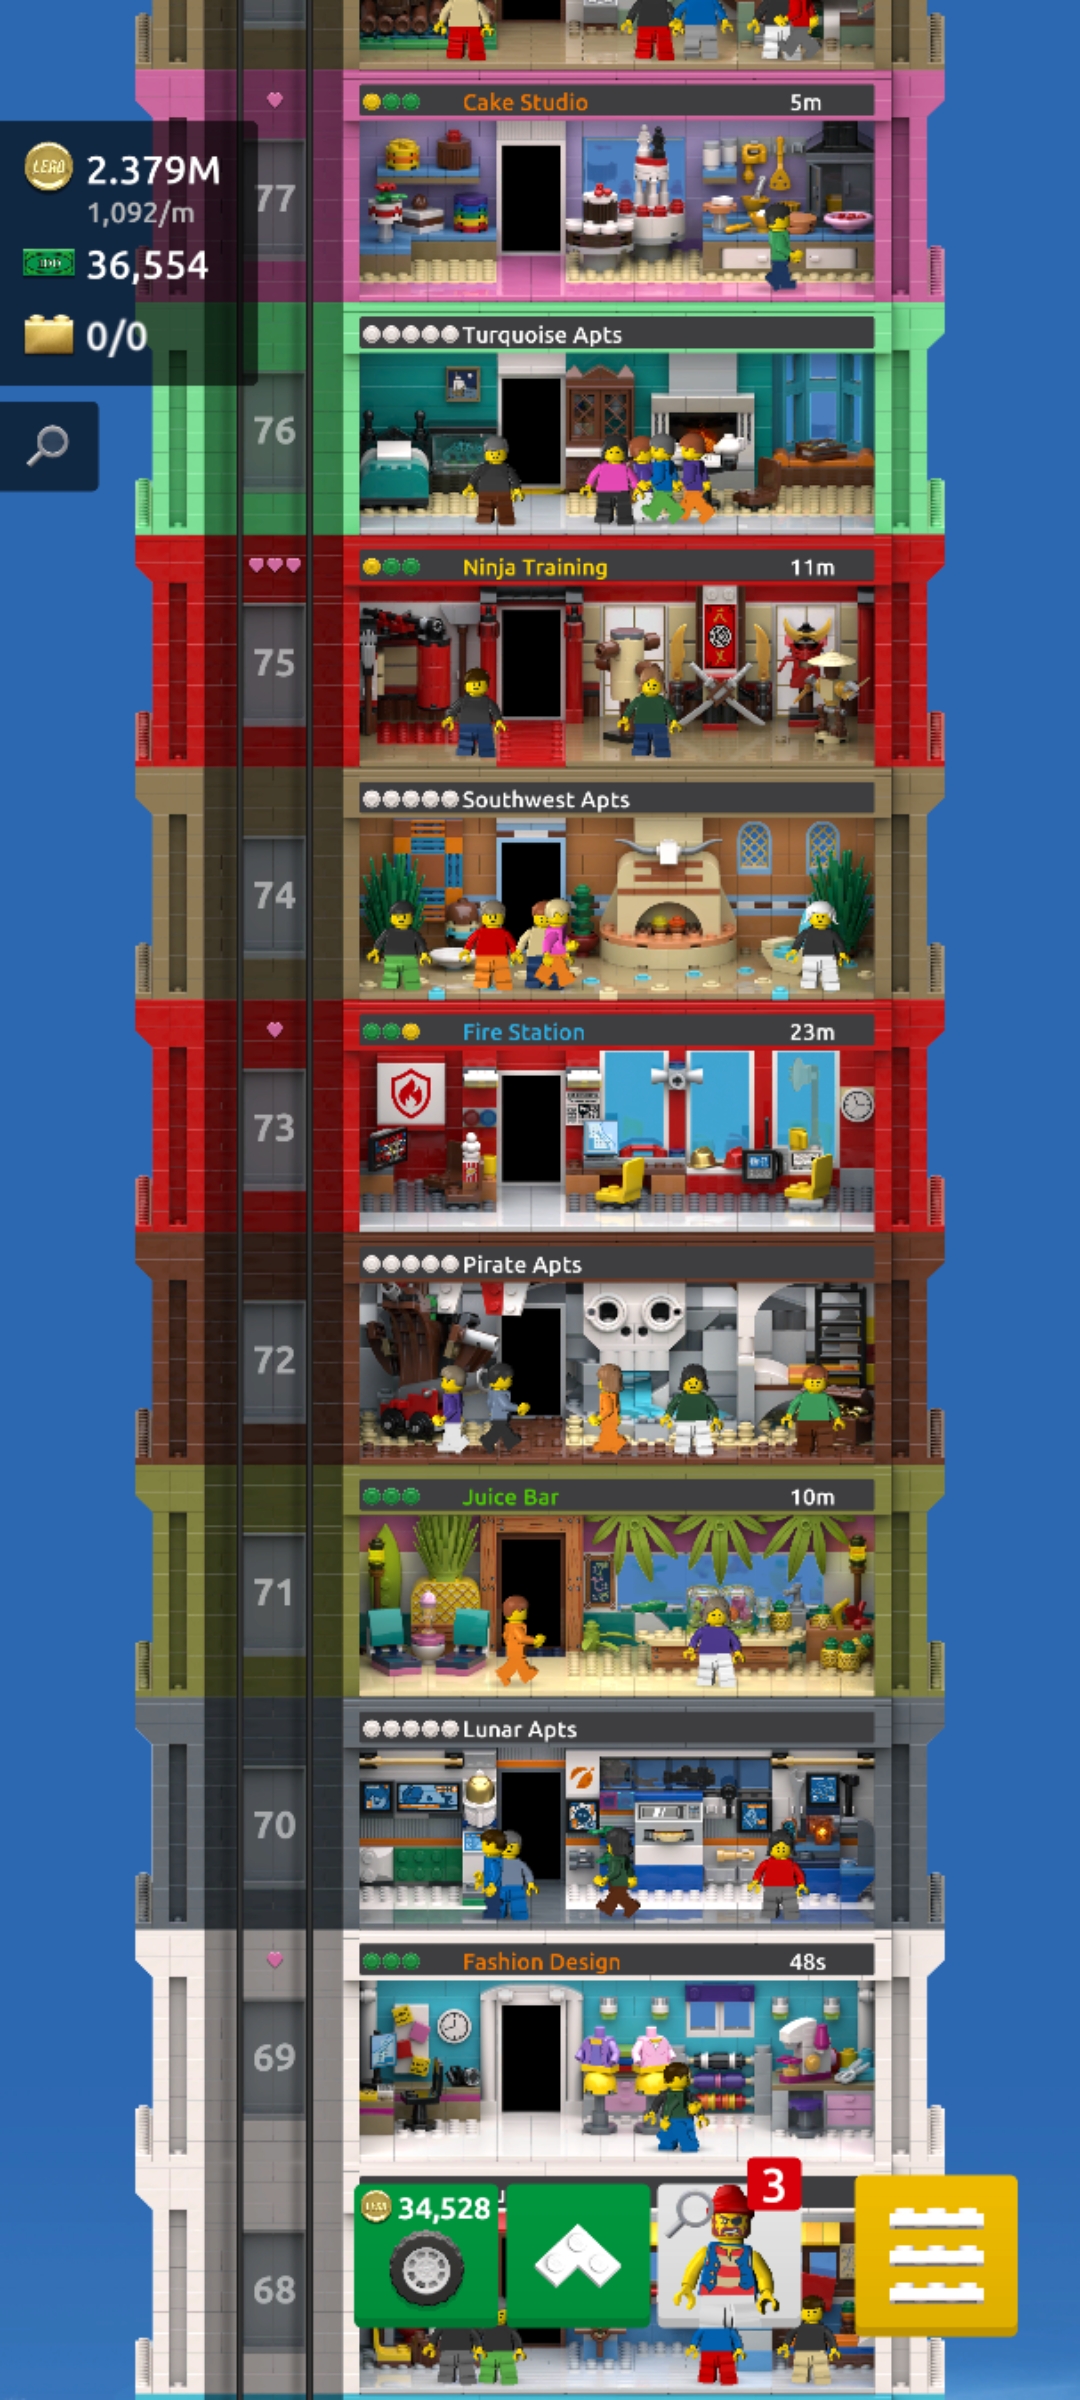 Cake Studio 5m
LEGO 2.379M
1,092/m
77
36,554
0/0
Turquoise Apts
76
Ninja Training 11m
75
Southwest Apts
74
Fire Station 23m
73
Pirate Apts
72
Juice Bar 10m
71
Lunar Apts
70
Fashion Design 48s
69
3
34,528
68